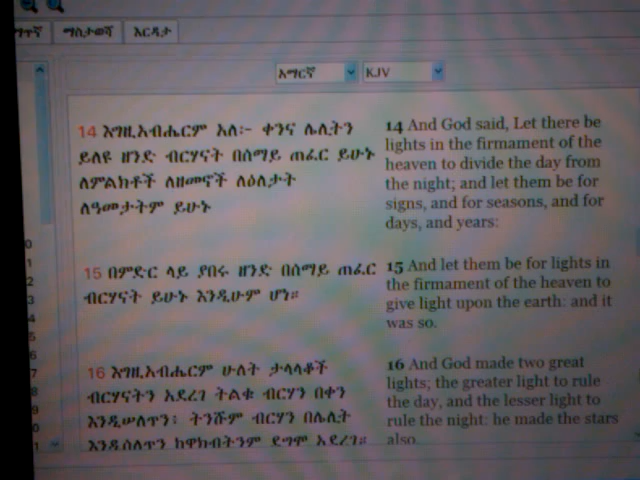 ማስታወሻ
እርዳታ
አማርኛ
KJV
14 እግዚአብሔርም አለ፡- ቀንና ሌሊትን
ይለዩ ዘንድ ብርሃናት በሰማይ ጠፈር ይሁኑ
ለምልክቶች ለዘመኖች ለዕለታት
ለዓመታትም ይሁኑ
15 በምድር ላይ ያበሩ ዘንድ በሰማይ ጠፈር
ብርሃናት ይሁኑ እንዲሁም ሆነ።
16 እግዚአብሔርም ሁለት ታላላቆች
ብርሃናትን አደረገ ትልቁ ብርሃን በቀን
እንዲሠለጥን፥ ትንሹም ብርሃን በሌሊት
እንዲሰለጥን ከዋክብትንም ደግሞ አደረገ።
14 And God said, Let there be
lights in the firmament of the
heaven to divide the day from
the night; and let them be for
signs, and for seasons, and for
days, and years:
15 And let them be for lights in
the firmament of the heaven to
give light upon the earth: and it
was so.
16 And God made two great
lights; the greater light to rule
the day, and the lesser light to
rule the night: he made the stars
also.